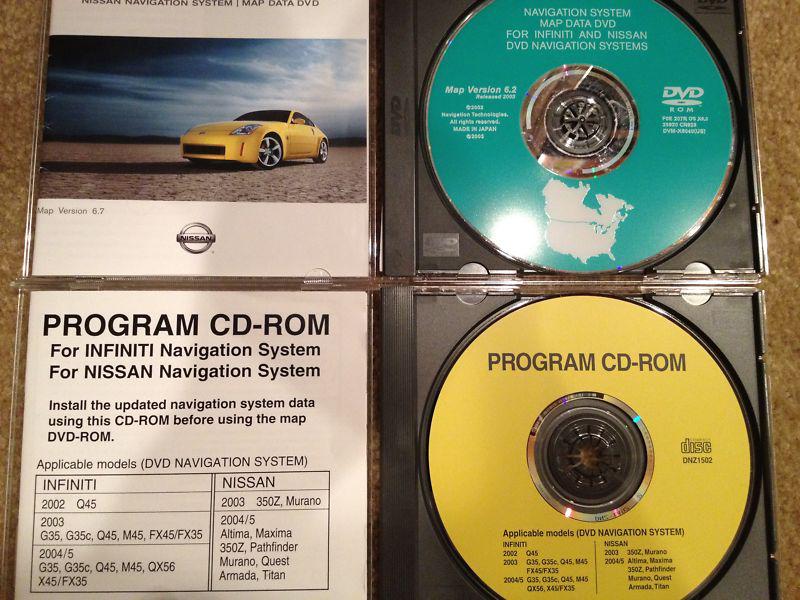 NISSAN NAVIGATION SYSTEM | MAP DATA DVD
Map Version 6.7
NISSAN
NAVIGATION SYSTEM
MAP DATA DVD
FOR INFINITI AND NISSAN
DVD NAVIGATION SYSTEMS
Map Version 6.2
Released 2003
©2003
Navigation Technologies.
All rights reserved.
MADE IN JAPAN
©2003
DVD
ROM
PROGRAM CD-ROM
For INFINITI Navigation System
For NISSAN Navigation System
Install the updated navigation system data
using this CD-ROM before using the map
DVD-ROM.
Applicable models (DVD NAVIGATION SYSTEM)
INFINITI NISSAN
2002 Q45
2003 350Z, Murano
2003
G35, G35c, Q45, M45, FX45/FX35
2004/5
G35, G35c, Q45, M45, QX56
X45/FX35
2004/5
Altima, Maxima
350Z, Pathfinder
Murano, Quest
Armada, Titan
PROGRAM CD-ROM
COMPACT
disc
DNZ1502
Applicable models (DVD NAVIGATION SYSTEM)
INFINITI
2002 Q45
2003 G35, G35c, Q45, M45
FX45/FX35
2004/5 G35, G35c, Q45, M45
QX56, X45/FX35
NISSAN
2003 350Z, Murano
2004/5 Altima, Maxima
350Z, Pathfinder
Murano, Quest
Armada, Titan